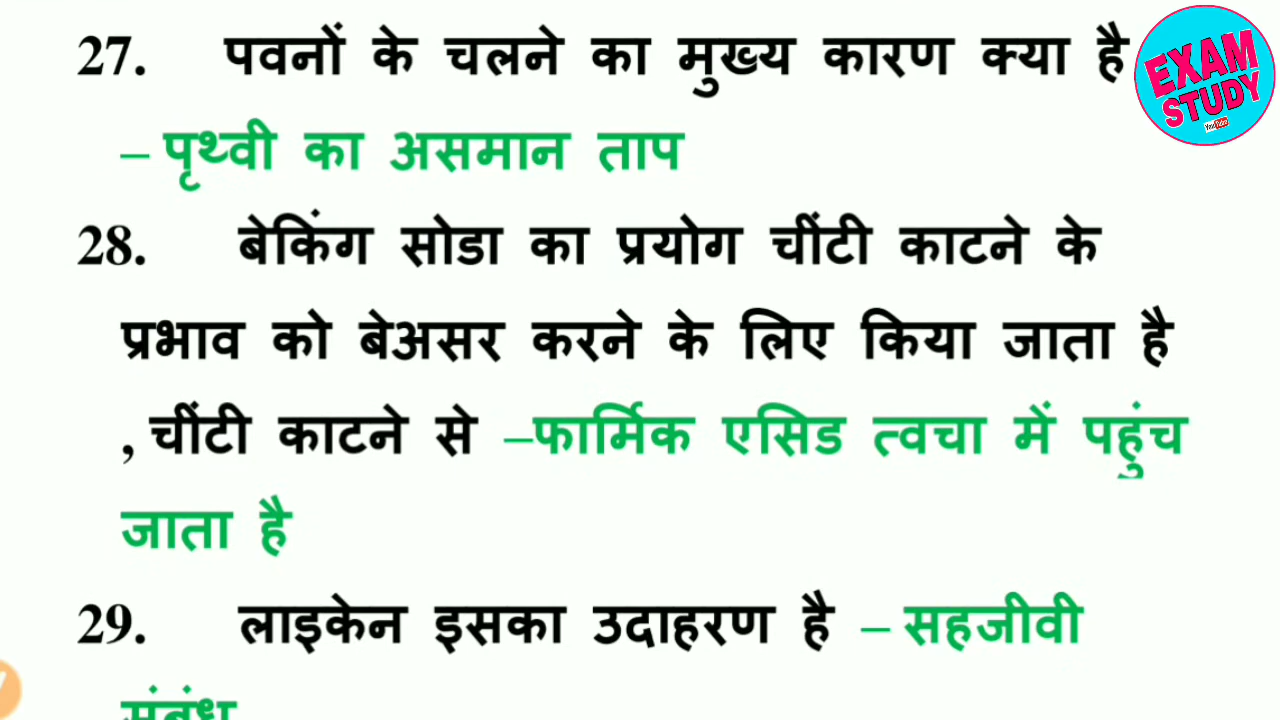 27. पवनों के चलने का मुख्य कारण क्या है
– पृथ्वी का असमान ताप
28. बेकिंग सोडा का प्रयोग चींटी काटने के
प्रभाव को बेअसर करने के लिए किया जाता है
, चींटी काटने से –फार्मिक एसिड त्वचा में पहुंच
जाता है
29. लाइकेन इसका उदाहरण है – सहजीवी
संबंध
EXAM
STUDY
YouTube